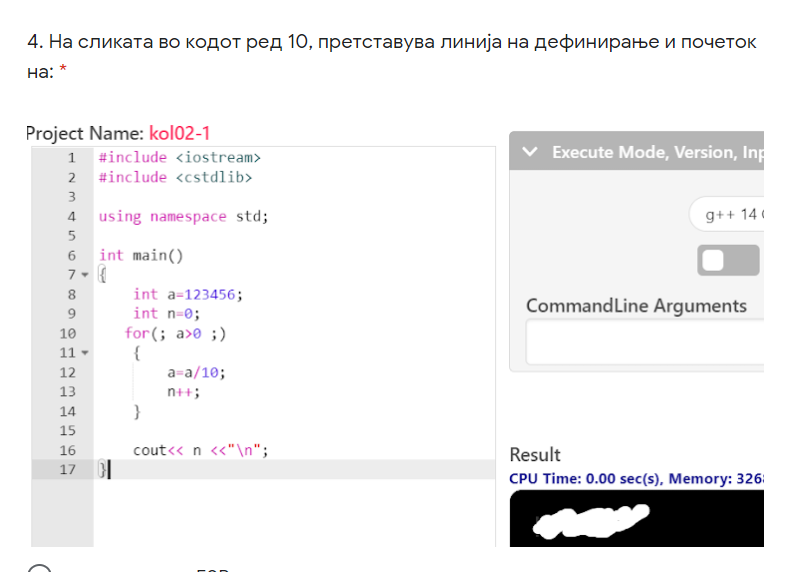 4. На сликата во кодот ред 10, претставува линија на дефинирање и почеток
на: *
Project Name: kol02-1
1 #include <iostream>
2 #include <cstdlib>
3
4 using namespace std;
5
6 int main()
7 {
8 int a=123456;
9 int n=0;
10 for(; a>0 ;)
11 {
12 a=a/10;
13 n++;
14 }
15
16 cout<< n <<"\n";
17 }
Execute Mode, Version, Inp
g++ 14
CommandLine Arguments
Result
CPU Time: 0.00 sec(s), Memory: 326